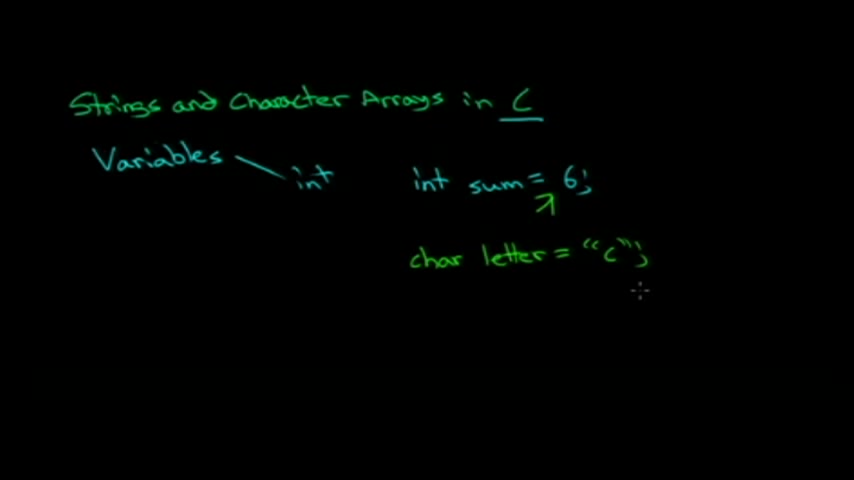 Strings and Character Arrays in C
Variables int int sum = 6;
char letter = "c";